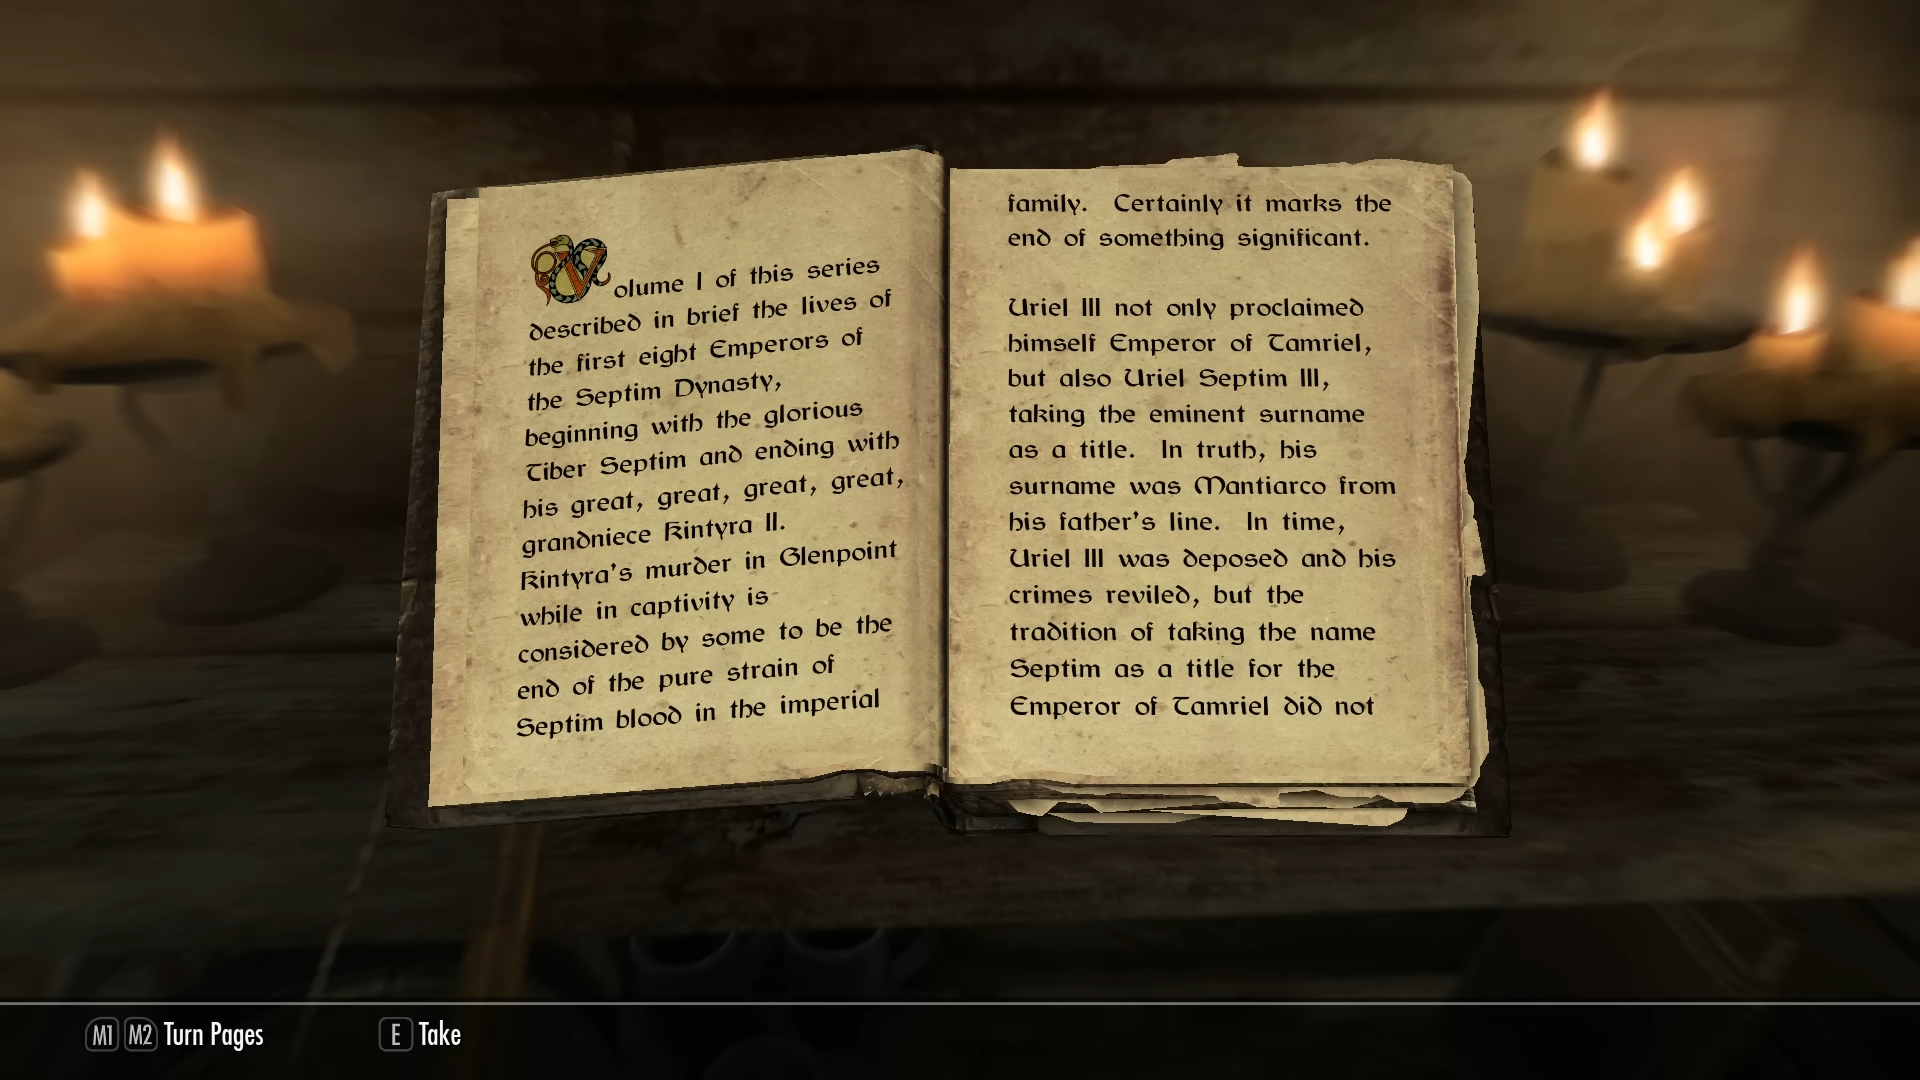 Volume I of this series
described in brief the lives of
the first eight Emperors of
the Septim Dynasty,
beginning with the glorious
Tiber Septim and ending with
his great, great, great, great,
grandniece Kintyra II.
Kintyra's murder in Glenpoint
while in captivity is
considered by some to be the
end of the pure strain of
Septim blood in the imperial
family. Certainly it marks the
end of something significant.
Uriel III not only proclaimed
himself Emperor of Tamriel,
but also Uriel Septim III,
taking the eminent surname
as a title. In truth, his
surname was Mantiarco from
his father's line. In time,
Uriel III was deposed and his
crimes reviled, but the
tradition of taking the name
Septim as a title for the
Emperor of Tamriel did not
M1 M2 Turn Pages E Take